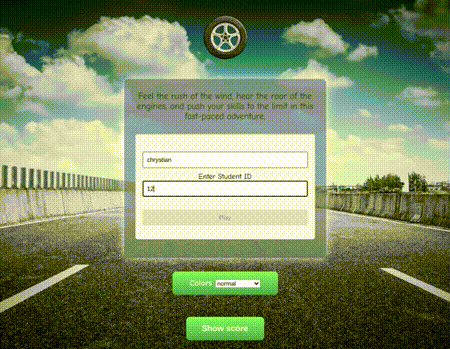 Feel the rush of the wind, hear the roar of the
engines, and push your skills to the limit in this
fast-paced adventure.
chrystian
Enter Student ID
12
Play
Colors normal
Show score